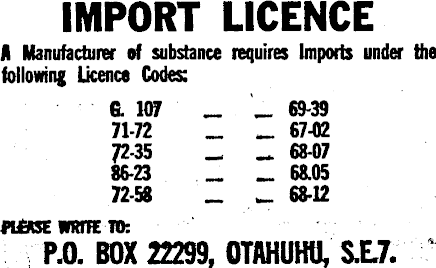 IMPORT LICENCE
A Manufacturer of substance requires Imports under the
following Licence Codes:
G. 107 — — 69-39
71-72 — — 67-02
72-35 — — 68-07
86-23 — — 68.05
72-58 — — 68-12
PLEASE WRITE TO:
P.O. BOX 22299, OTAHUHU, S.E.7.